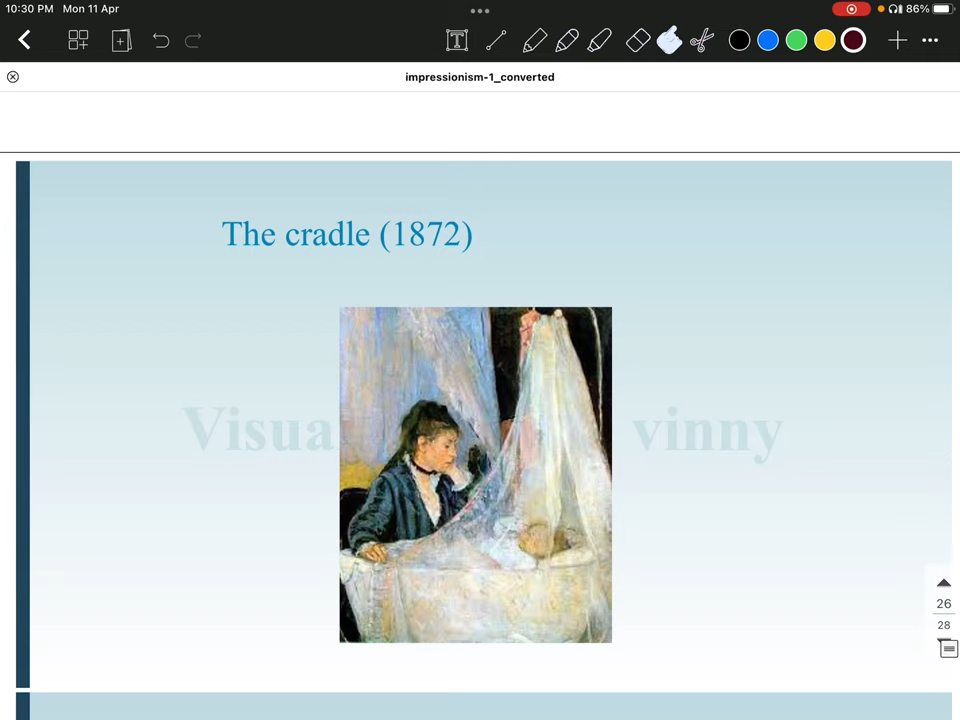 10:30 PM Mon 11 Apr
86%
impressionism-1_converted
The cradle (1872)
Visua vinny
26
28